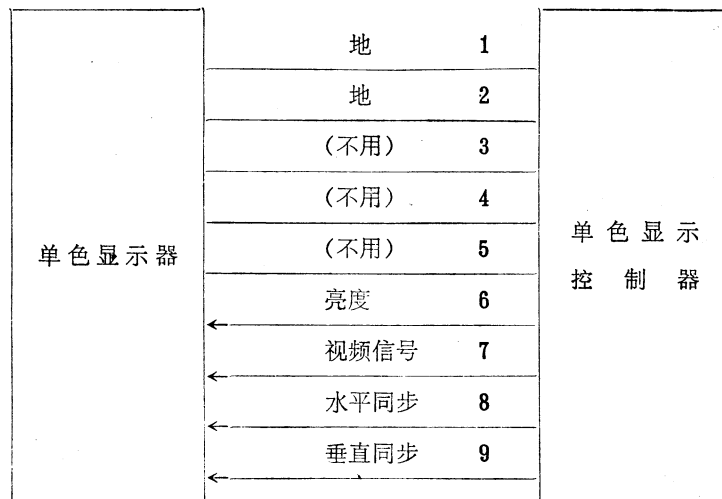 地 1
地 2
(不用) 3
(不用) 4
(不用) 5
单色显示器
单色显示
控制器
亮度 6
视频信号 7
水平同步 8
垂直同步 9